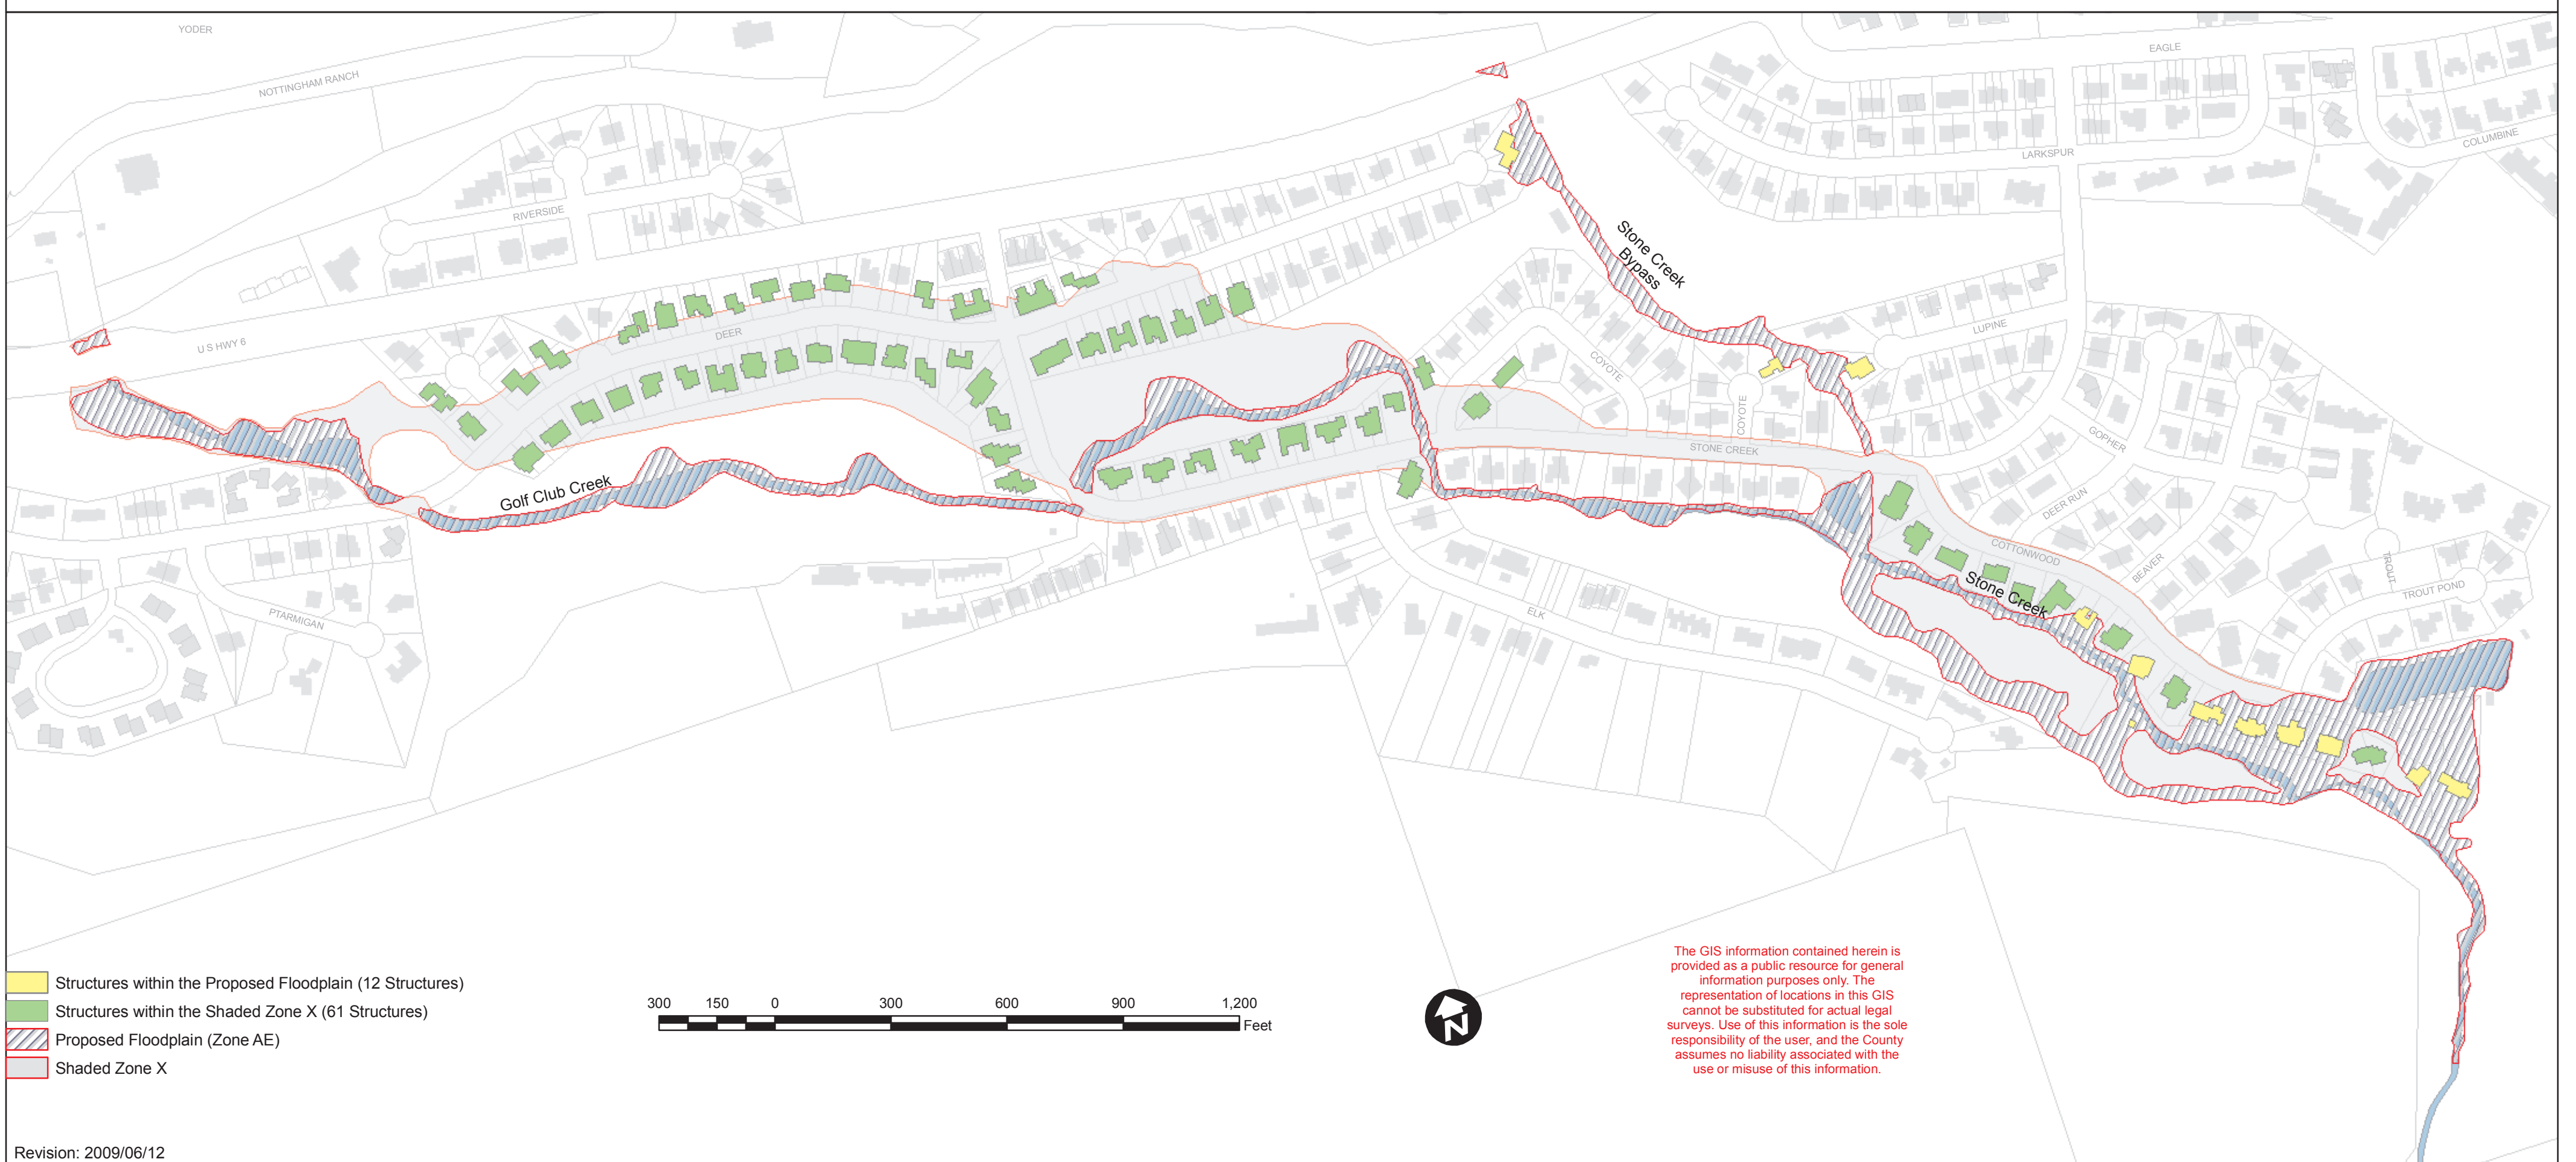 YODER
NOTTINGHAM RANCH
RIVERSIDE
U S HWY 6
DEER
EAGLE
COLUMBINE
LARKSPUR
Stone Creek
Bypass
LUPINE
COYOTE
COYOTE
STONE CREEK
GOPHER
DEER RUN
COTTONWOOD
BEAVER
TROUT
TROUT POND
Stone Creek
Golf Club Creek
PTARMIGAN
ELK
Structures within the Proposed Floodplain (12 Structures)
Structures within the Shaded Zone X (61 Structures)
Proposed Floodplain (Zone AE)
Shaded Zone X
300 150 0 300 600 900 1,200
Feet
N
The GIS information contained herein is
provided as a public resource for general
information purposes only. The
representation of locations in this GIS
cannot be substituted for actual legal
surveys. Use of this information is the sole
responsibility of the user, and the County
assumes no liability associated with the
use or misuse of this information.
Revision: 2009/06/12